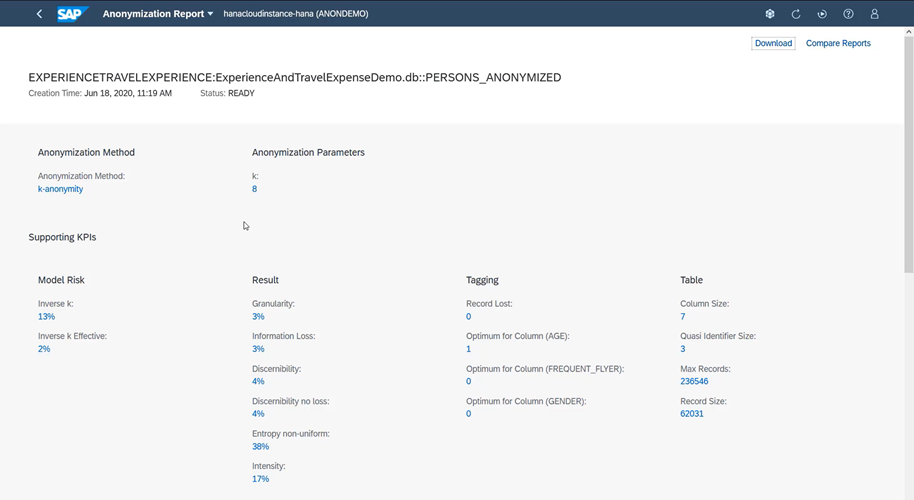 SAP Anonymization Report hanacloudinstance-hana (ANONDEMO)
Download Compare Reports
EXPERIENCETRAVELEXPERIENCE:ExperienceAndTravelExpenseDemo.db::PERSONS_ANONYMIZED
Creation Time: Jun 18, 2020, 11:19 AM Status: READY
Anonymization Method Anonymization Parameters
Anonymization Method: k:
k-anonymity 8
Supporting KPIs
Model Risk Result Tagging Table
Inverse k: Granularity: Record Lost: Column Size:
13% 3% 0 7
Inverse k Effective: Information Loss: Optimum for Column (AGE): Quasi Identifier Size:
2% 3% 1 3
Discernibility: Optimum for Column (FREQUENT_FLYER): Max Records:
4% 0 236546
Discernibility no loss: Optimum for Column (GENDER): Record Size:
4% 0 62031
Entropy non-uniform:
38%
Intensity:
17%